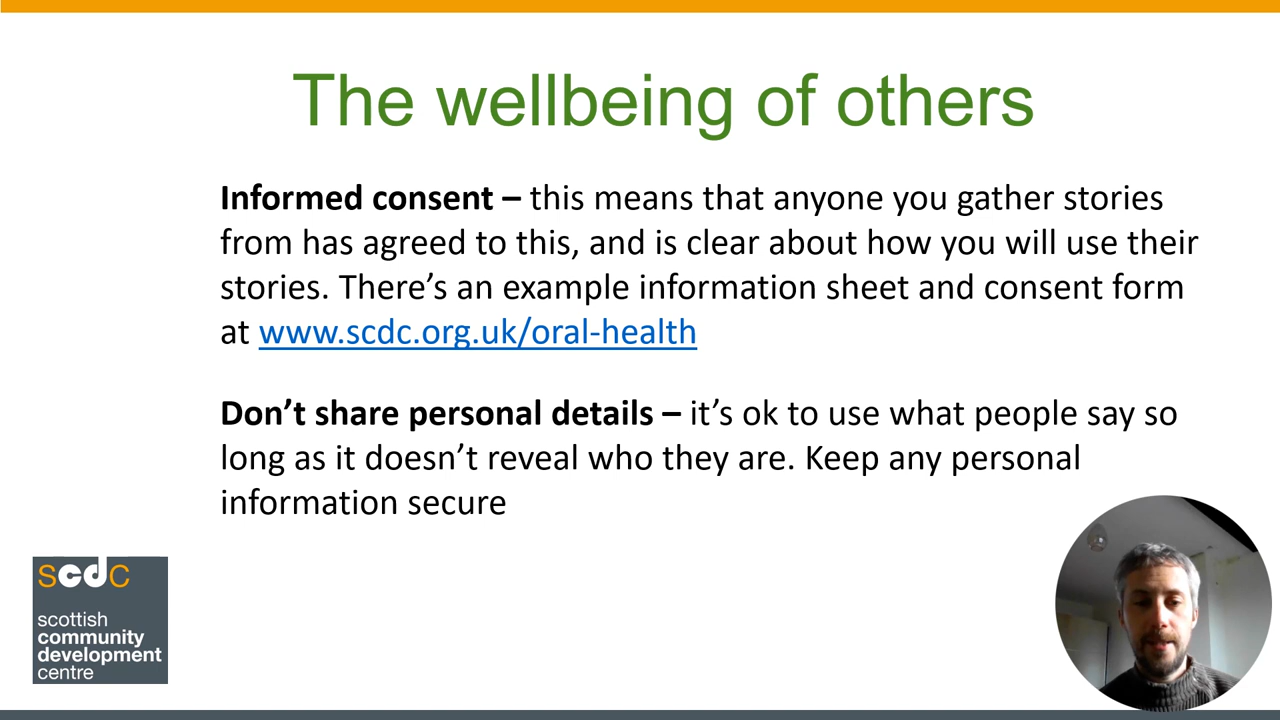 The wellbeing of others
Informed consent – this means that anyone you gather stories
from has agreed to this, and is clear about how you will use their
stories. There’s an example information sheet and consent form
at www.scdc.org.uk/oral-health
Don’t share personal details – it’s ok to use what people say so
long as it doesn’t reveal who they are. Keep any personal
information secure
scdc
scottish
community
development
centre